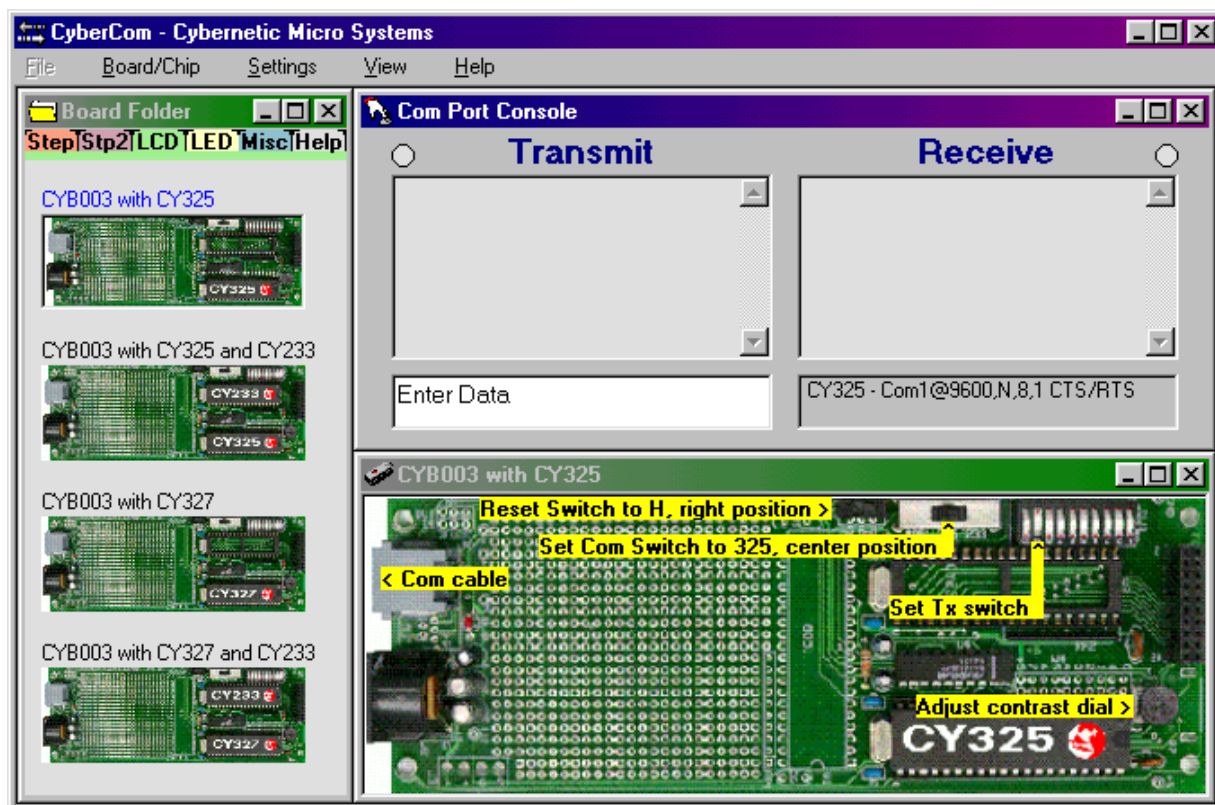 CyberCom - Cybernetic Micro Systems
File Board/Chip Settings View Help
Board Folder
Step Stp2 LCD LED Misc Help
CYB003 with CY325
CY325
CYB003 with CY325 and CY233
CY233
CY325
CYB003 with CY327
CY327
CYB003 with CY327 and CY233
CY233
CY327
Com Port Console
Transmit Receive
Enter Data
CY325 - Com1@9600,N,8,1 CTS/RTS
CYB003 with CY325
Reset Switch to H, right position >
Set Com Switch to 325, center position
< Com cable
Set Tx switch
Adjust contrast dial >
CY325